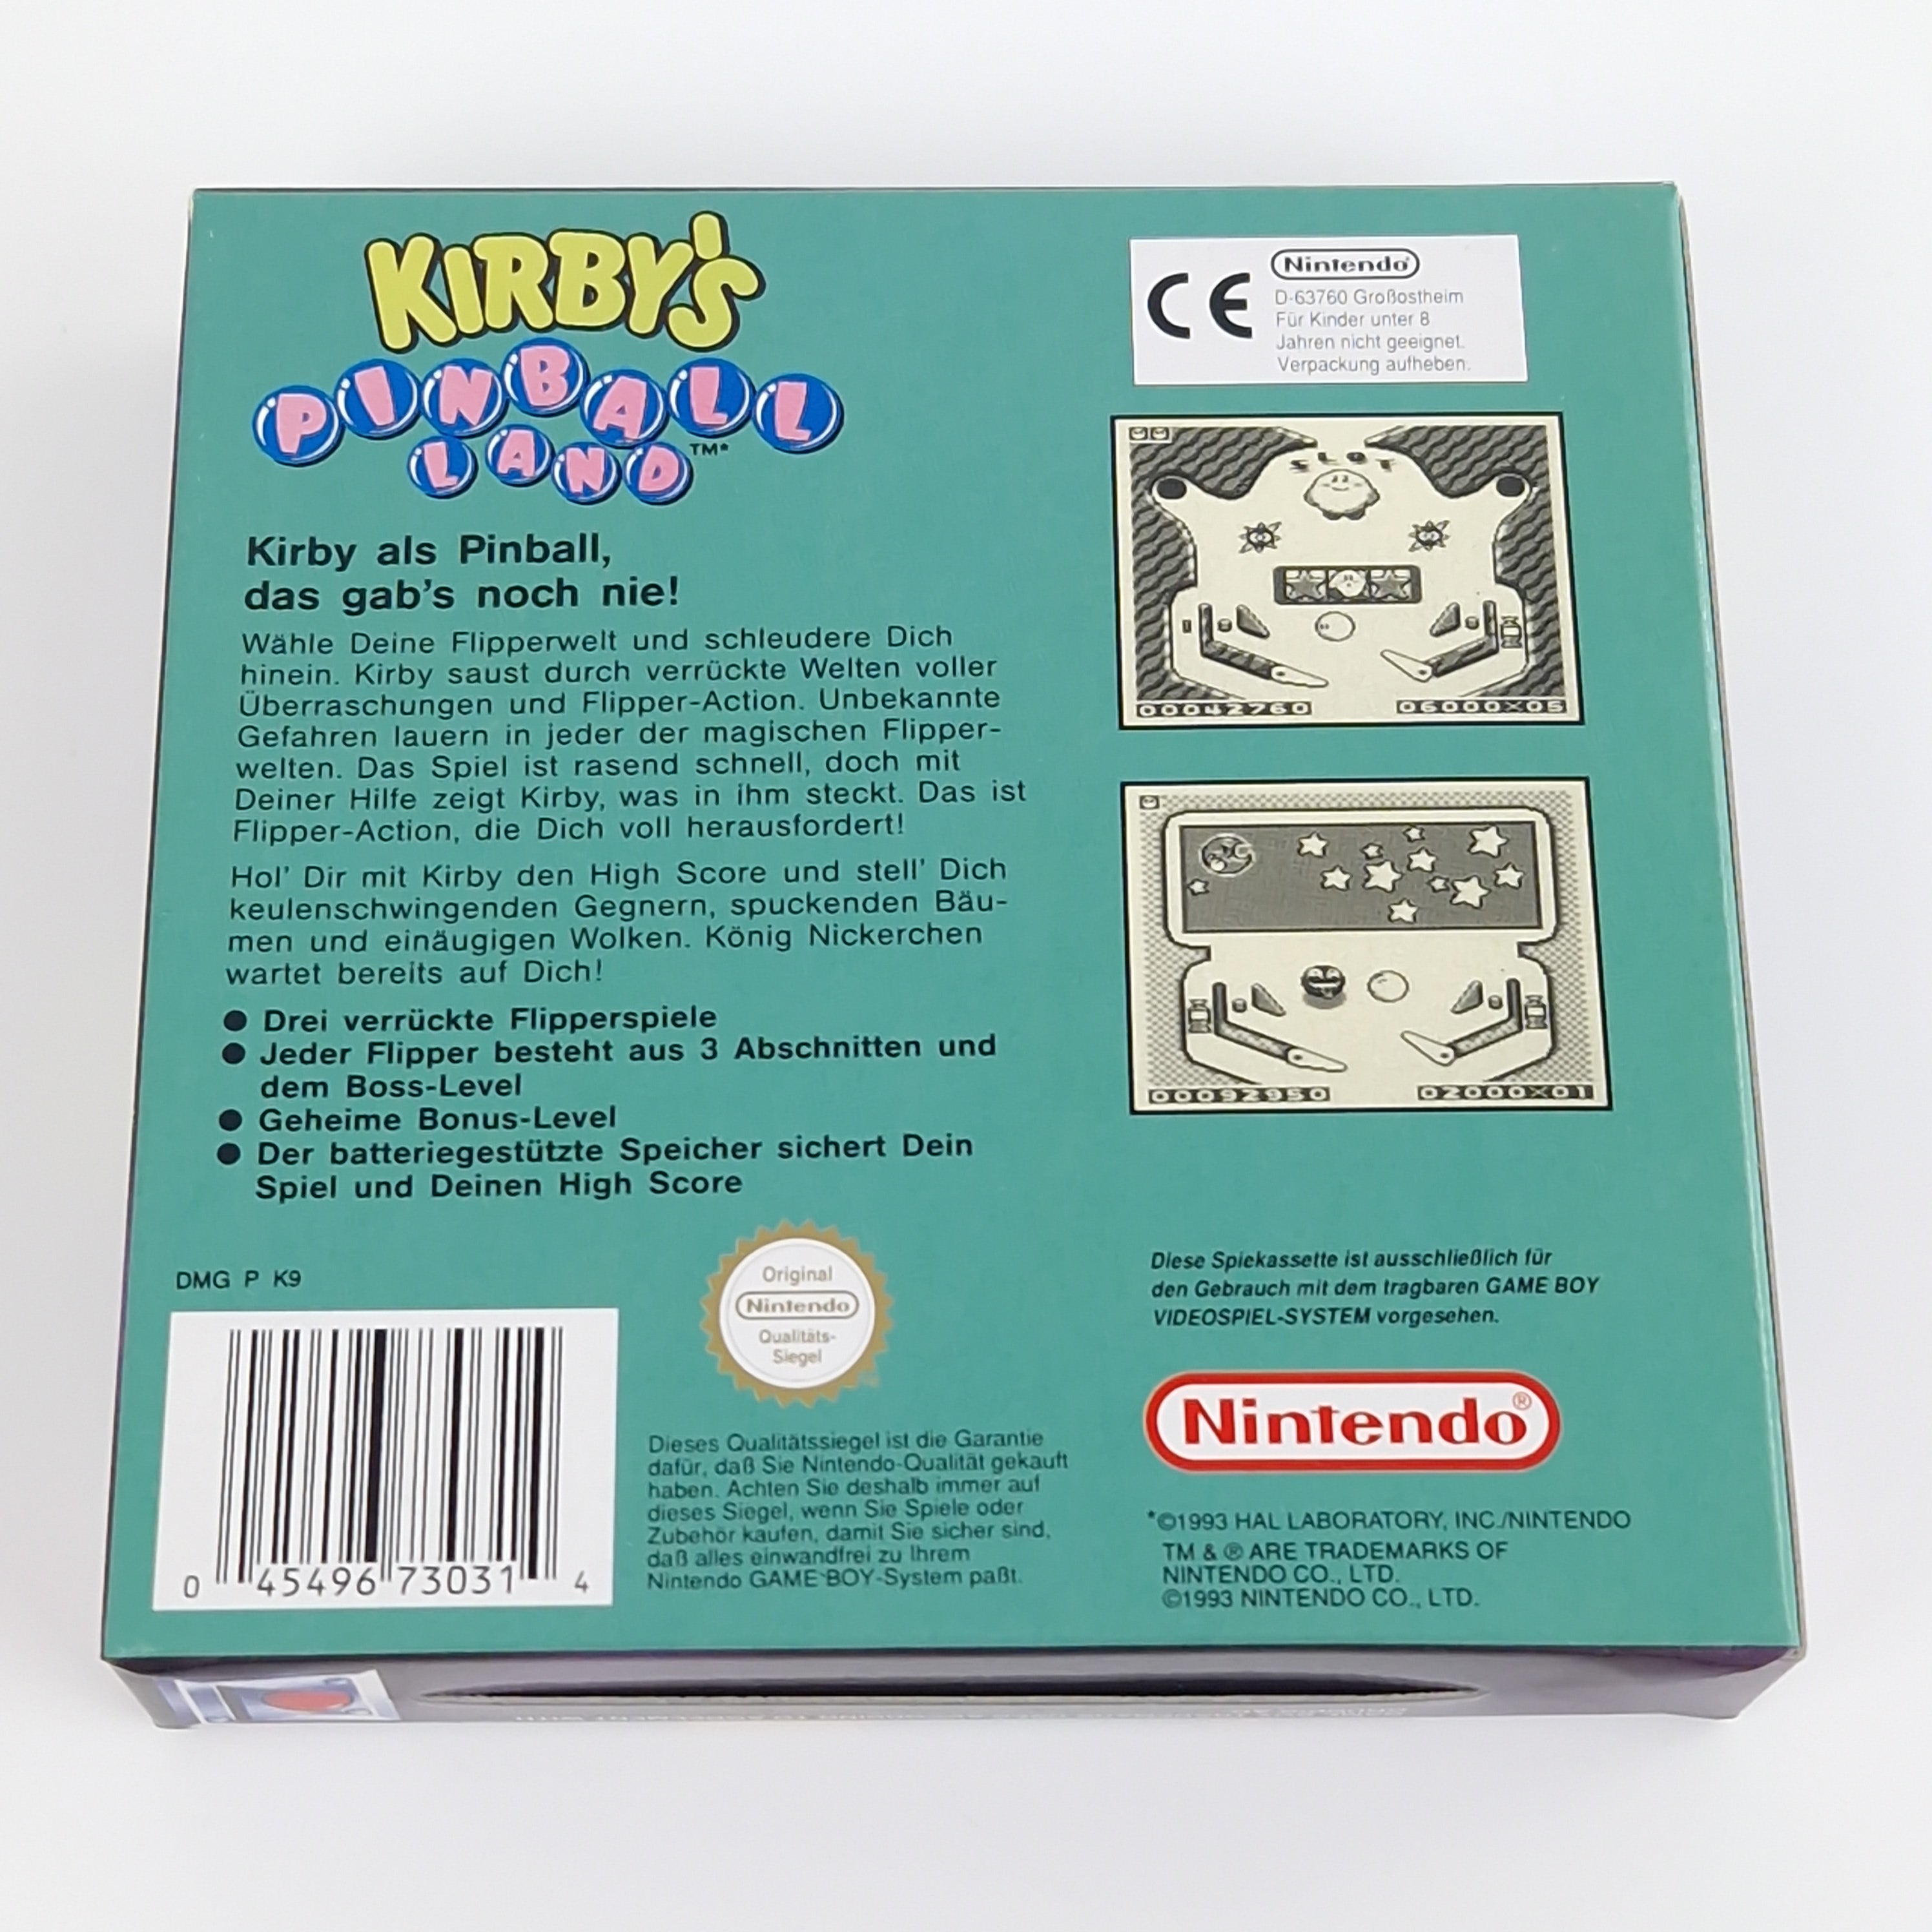 KIRBY'S
PINBALL
LAND™*
Kirby als Pinball,
das gab's noch nie!
Wähle Deine Flipperwelt und schleudere Dich
hinein. Kirby saust durch verrückte Welten voller
Überraschungen und Flipper-Action. Unbekannte
Gefahren lauern in jeder der magischen Flipper-
welten. Das Spiel ist rasend schnell, doch mit
Deiner Hilfe zeigt Kirby, was in ihm steckt. Das ist
Flipper-Action, die Dich voll herausfordert!
Hol' Dir mit Kirby den High Score und stell' Dich
keulenschwingenden Gegnern, spuckenden Bäu-
men und einäugigen Wolken. König Nickerchen
wartet bereits auf Dich!
● Drei verrückte Flipperspiele
● Jeder Flipper besteht aus 3 Abschnitten und
dem Boss-Level
● Geheime Bonus-Level
● Der batteriegestützte Speicher sichert Dein
Spiel und Deinen High Score
DMG P K9
0 45496 73031 4
Original
Nintendo
Qualitäts-
Siegel
Dieses Qualitätssiegel ist die Garantie
dafür, daß Sie Nintendo-Qualität gekauft
haben. Achten Sie deshalb immer auf
dieses Siegel, wenn Sie Spiele oder
Zubehör kaufen, damit Sie sicher sind,
daß alles einwandfrei zu Ihrem
Nintendo GAME BOY-System paßt.
CE
Nintendo
D-63760 Großostheim
Für Kinder unter 8
Jahren nicht geeignet.
Verpackung aufheben.
SLOT
00042760 06000×05
00092950 02000×01
Diese Spielkassette ist ausschließlich für
den Gebrauch mit dem tragbaren GAME BOY
VIDEOSPIEL-SYSTEM vorgesehen.
Nintendo®
*©1993 HAL LABORATORY, INC./NINTENDO
TM & ® ARE TRADEMARKS OF
NINTENDO CO., LTD.
©1993 NINTENDO CO., LTD.